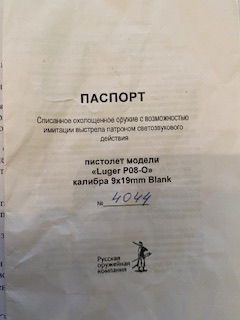 ПАСПОРТ
Списанное охолощенное оружие с возможностью
имитации выстрела патроном светозвукового
действия
пистолет модели
«Luger P08-O»
калибра 9x19mm Blank
№ 4044
Русская
оружейная
компания